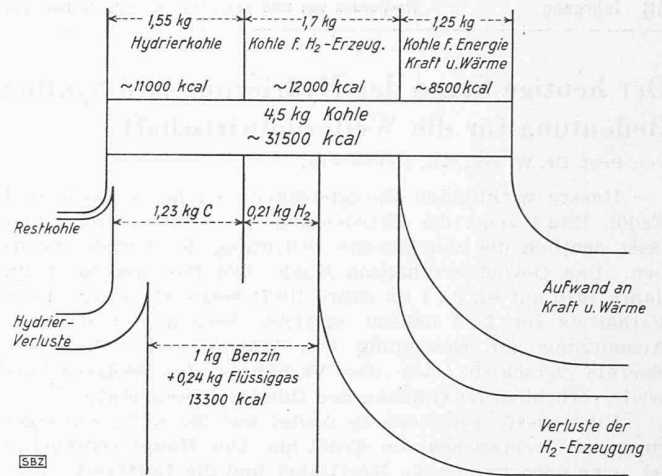 1,55 kg
Hydrierkohle
~11000 kcal
1,7 kg
Kohle f. H₂-Erzeug.
~12000 kcal
1,25 kg
Kohle f. Energie
Kraft u. Wärme
~8500 kcal
4,5 kg Kohle
~ 31500 kcal
Restkohle
1,23 kg C
0,21 kg H₂
Hydrier-
Verluste
1 kg Benzin
+ 0,24 kg Flüssiggas
13300 kcal
Aufwand an
Kraft u. Wärme
Verluste der
H₂-Erzeugung
SBZ